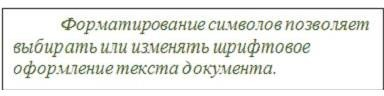 Форматирование символов позволяет
выбирать или изменять шрифтовое
оформление текста документа.